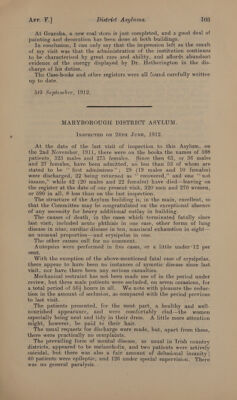 App. F.] District Asylums. 503
At Gransha, a new coal store is just completed, and a good deal of
painting and decoration has been done at both buildings.
In conclusion, I can only say that the impression left as the result
of my visit was that the administration of the institution continues
to be characterised by great care and ability, and affords abundant
evidence of the energy displayed by Dr. Hetherington in the dis-
charge of his duties.
The Case-books and other registers were all found carefully written
up to date.
5th September, 1912.
MARYBOROUGH DISTRICT ASYLUM.
Inspected on 26th June, 1912.
At the date of the last visit of inspection to this Asylum, on
the 2nd November, 1911, there were on the books the names of 598
patients, 323 males and 275 females. Since then 63, or 36 males
and 27 females, have been admitted, no less than 53 of whom are
stated to be " first admissions " ; 29 (19 males and 10 females)
were discharged, 22 being returned as " recovered," and one " not
insane," while 42 (20 males and 22 females) have died—leaving on
the register at the date of our present visit, 320 men and 270 women,
or 590 in all, 8 less than on the last inspection.
The structure of the Asylum building is, in the main, excellent, so
that the Committee may be congratulated on the exceptional absence
of any necessity for heavy additional outlay in building.
The causes of death, in the cases which terminated fatally since
last visit, included acute phthisis in one case, other forms of lung
disease in nine, cardiac disease in ten, maniacal exhaustion in eight—
an unusual proportion—and erysipelas in one.
The other causes call for no comment.
Autopsies were performed in five cases, or a little under 12 per
cent.
With the exception of the above-mentioned fatal case of erysipelas,
there appear to have been no instances of zymotic disease since last
visit, nor have there been any serious casualties.
Mechanical restraint has not been made use of in the period under
review, but three male patients were secluded, on seven occasions, for
a total period of 56½ hours in all. We note with pleasure the reduc-
tion in the amount of seclusion, as compared with the period previous
to last visit.
The patients presented, for the most part, a healthy and well-
nourished appearance, and were comfortably clad—the women
especially being neat and tidy in their dress. A little more attention
might, however, be paid to their hair.
The usual requests for discharge were made, but, apart from these,
there were practically no complaints.
The prevailing form of mental disease, as usual in Irish country
districts, appeared to be melancholia, and two patients were actively
suicidal, but there was also a fair amount of delusional insanity;
40 patients were epileptic, and 126 under special supervision. There
was no general paralysis.